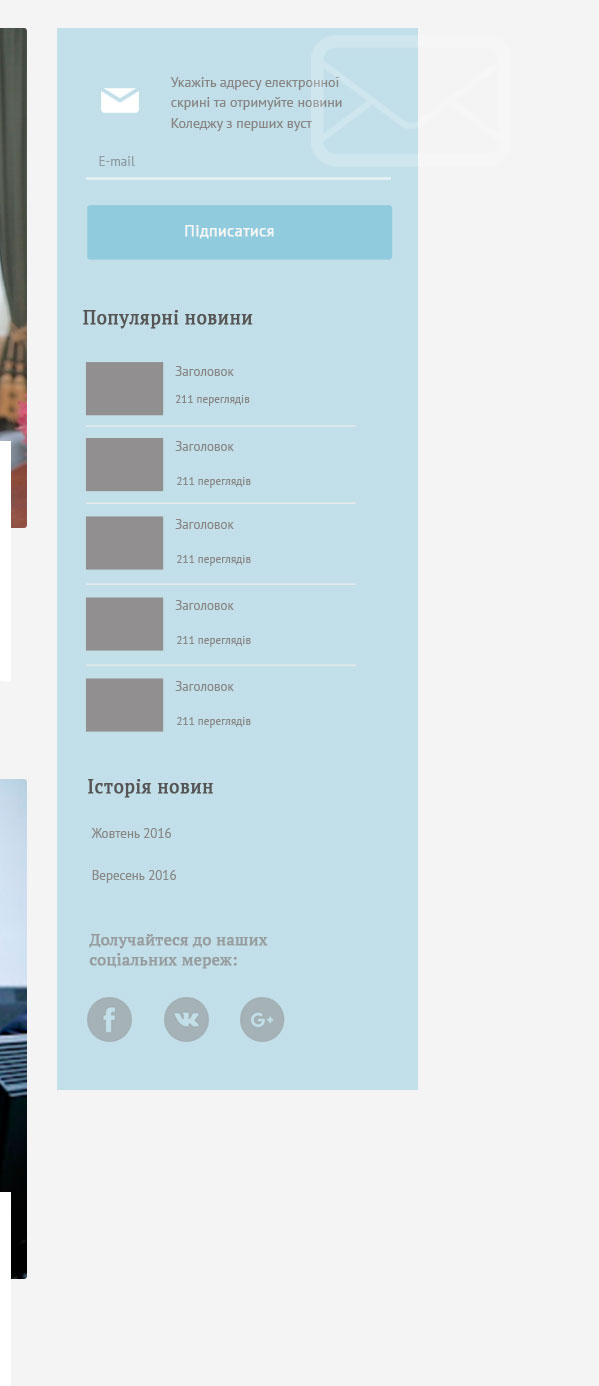 Укажіть адресу електронної
скрині та отримуйте новини
Коледжу з перших вуст
E-mail
Підписатися
Популярні новини
Заголовок
211 переглядів
Заголовок
211 переглядів
Заголовок
211 переглядів
Заголовок
211 переглядів
Заголовок
211 переглядів
Історія новин
Жовтень 2016
Вересень 2016
Долучайтеся до наших
соціальних мереж: